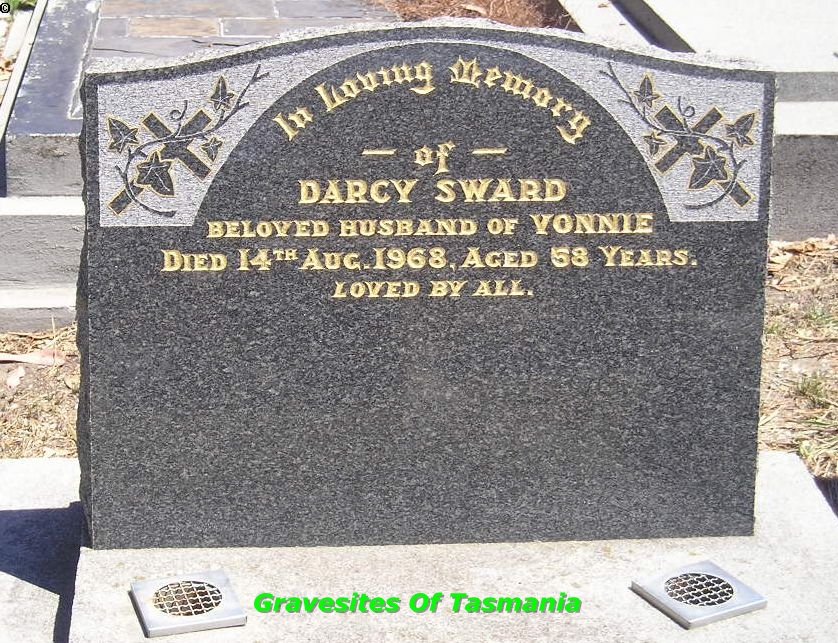 ©
In Loving Memory
— of —
DARCY SWARD
BELOVED HUSBAND OF VONNIE
DIED 14TH AUG. 1968, AGED 58 YEARS.
LOVED BY ALL.
Gravesites Of Tasmania